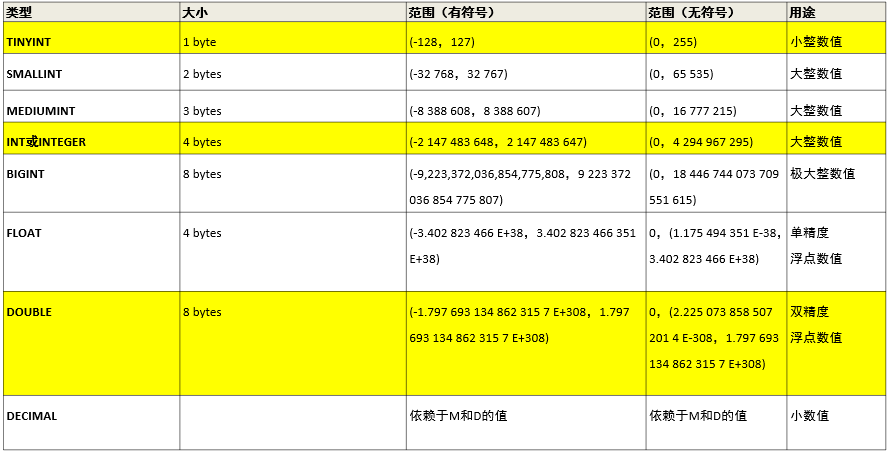 类型 大小 范围（有符号） 范围（无符号） 用途
TINYINT 1 byte (-128，127) (0，255) 小整数值
SMALLINT 2 bytes (-32 768，32 767) (0，65 535) 大整数值
MEDIUMINT 3 bytes (-8 388 608，8 388 607) (0，16 777 215) 大整数值
INT或INTEGER 4 bytes (-2 147 483 648，2 147 483 647) (0，4 294 967 295) 大整数值
BIGINT 8 bytes (-9,223,372,036,854,775,808，9 223 372 (0，18 446 744 073 709 极大整数值
036 854 775 807) 551 615)
FLOAT 4 bytes (-3.402 823 466 E+38，3.402 823 466 351 0，(1.175 494 351 E-38， 单精度
E+38) 3.402 823 466 E+38) 浮点数值
DOUBLE 8 bytes (-1.797 693 134 862 315 7 E+308，1.797 0，(2.225 073 858 507 双精度
693 134 862 315 7 E+308) 201 4 E-308，1.797 693 浮点数值
134 862 315 7 E+308)
DECIMAL 依赖于M和D的值 依赖于M和D的值 小数值